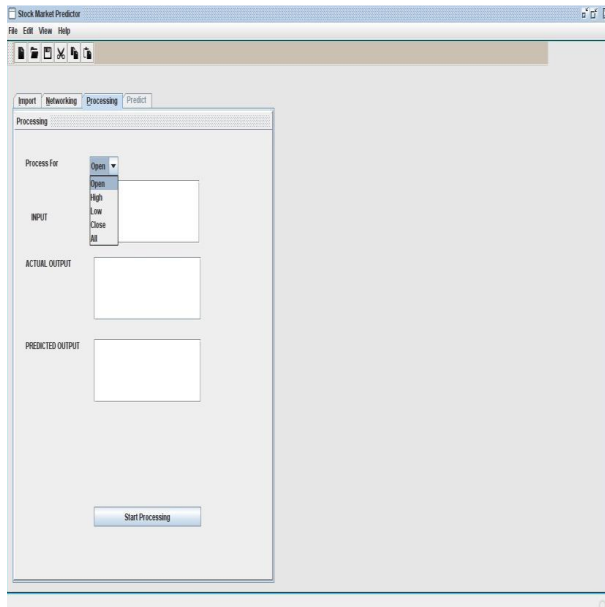 Stock Market Predictor
File Edit View Help
Import Networking Processing Predict
Processing
Process For Open
Open
High
Low
Close
All
INPUT
ACTUAL OUTPUT
PREDICTED OUTPUT
Start Processing